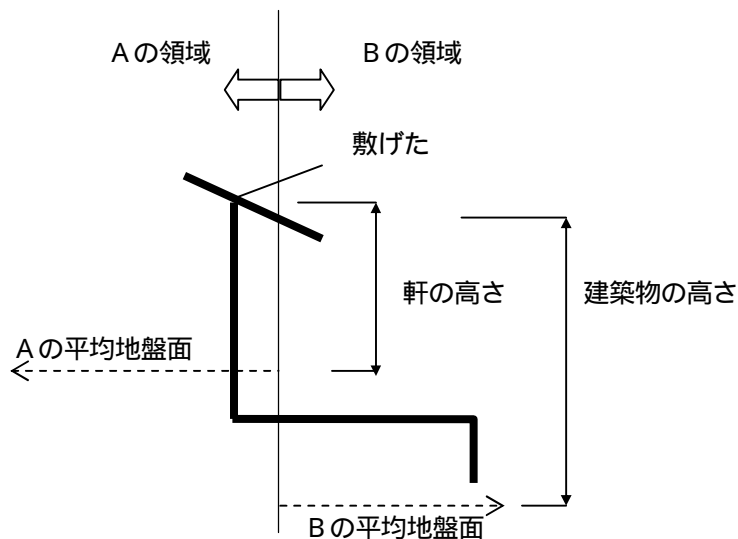 Ａの領域
Ｂの領域
敷げた
軒の高さ
建築物の高さ
Ａの平均地盤面
Ｂの平均地盤面